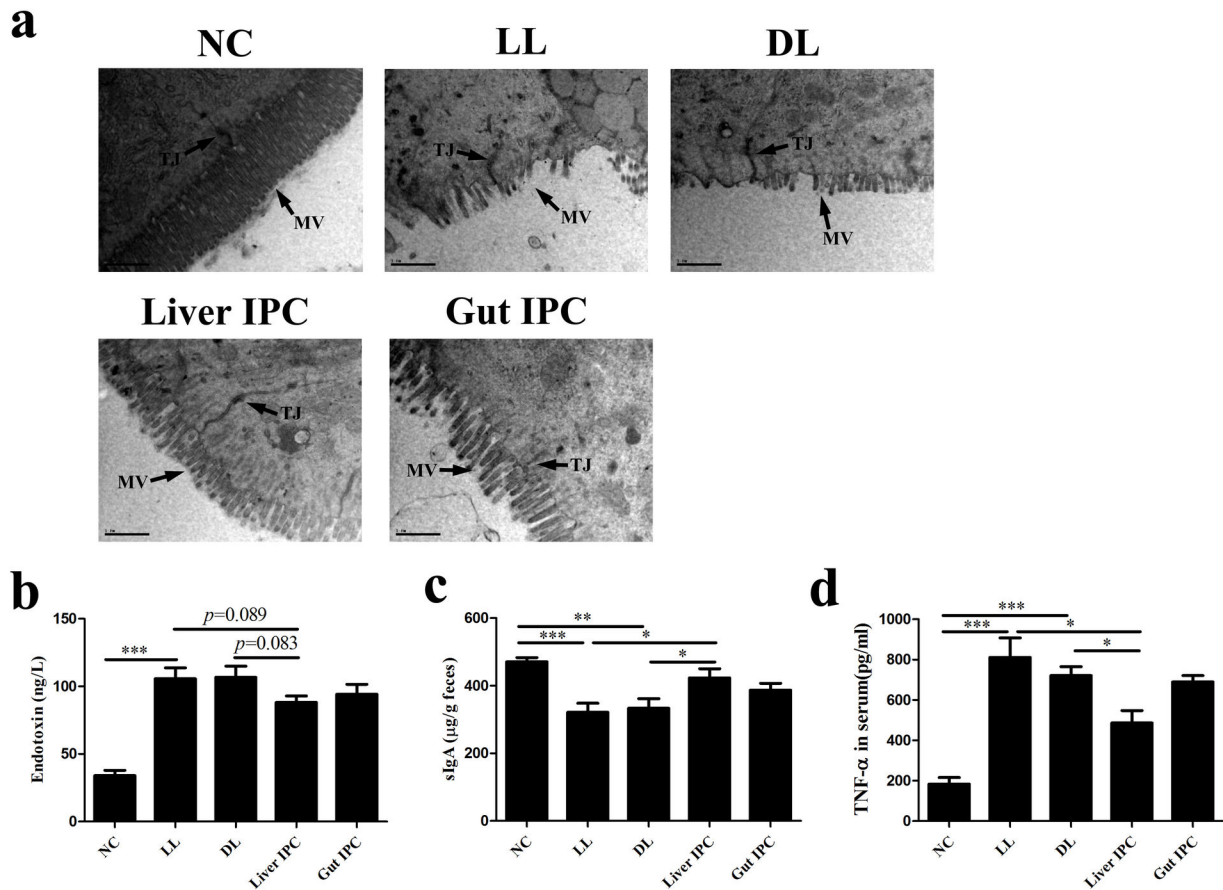 a
NC
LL
DL
TJ
MV
TJ
MV
TJ
MV
Liver IPC
Gut IPC
TJ
MV
MV
TJ
b
Endotoxin (ng/L)
150
100
50
0
***
p=0.089
p=0.083
NC
LL
DL
Liver IPC
Gut IPC
c
sIgA (μg/g feces)
600
400
200
0
**
***
*
*
NC
LL
DL
Liver IPC
Gut IPC
d
TNF-α in serum(pg/ml)
1000
800
600
400
200
0
***
***
*
*
NC
LL
DL
Liver IPC
Gut IPC